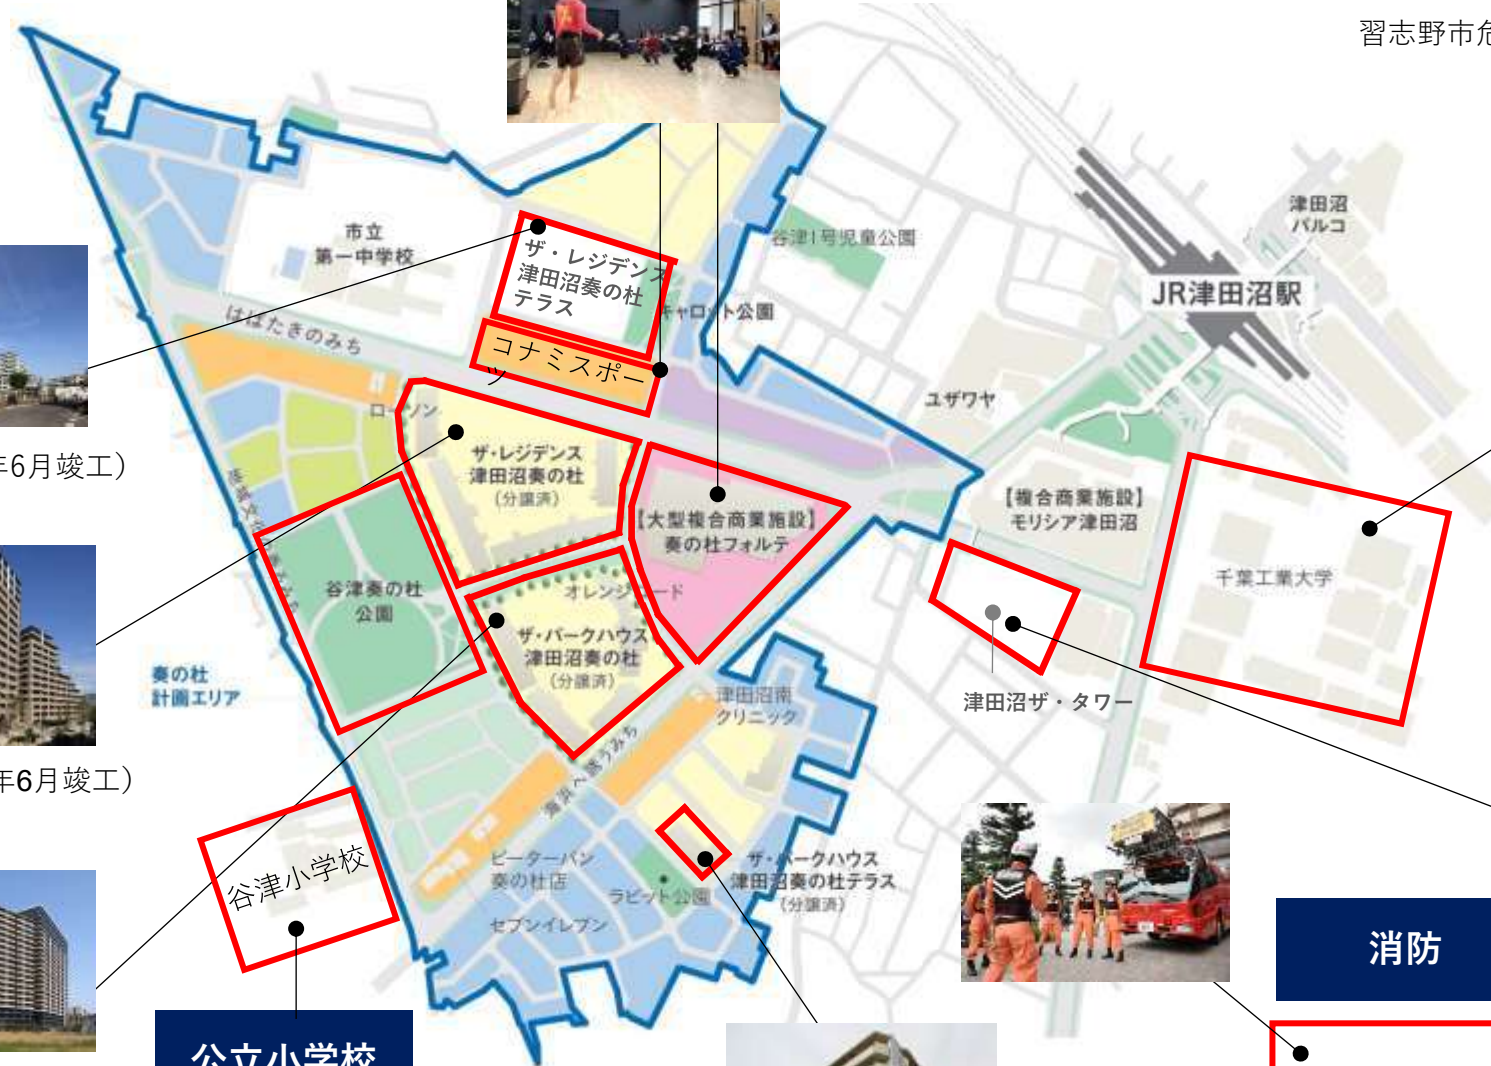 習志野市危
津田沼
パルコ
谷津1号児童公園
市立
第一中学校
ザ・レジデンス
津田沼奏の杜
テラス
JR津田沼駅
キャロット公園
はばたきのみち
コナミスポー
ツ
ユザワヤ
ローソン
年6月竣工）
ザ・レジデンス
津田沼奏の杜
(分譲済)
【大型複合商業施設】
奏の杜フォルテ
【複合商業施設】
モリシア津田沼
千葉工業大学
谷津奏の杜
公園
オレンジロード
ザ・パークハウス
津田沼奏の杜
(分譲済)
奏の杜
計画エリア
津田沼南
クリニック
津田沼ザ・タワー
年6月竣工）
海浜へ誘うみち
谷津小学校
ピーターパン
奏の杜店
ラビット公園
ザ・パークハウス
津田沼奏の杜テラス
(分譲済)
セブンイレブン
消防
公立小学校